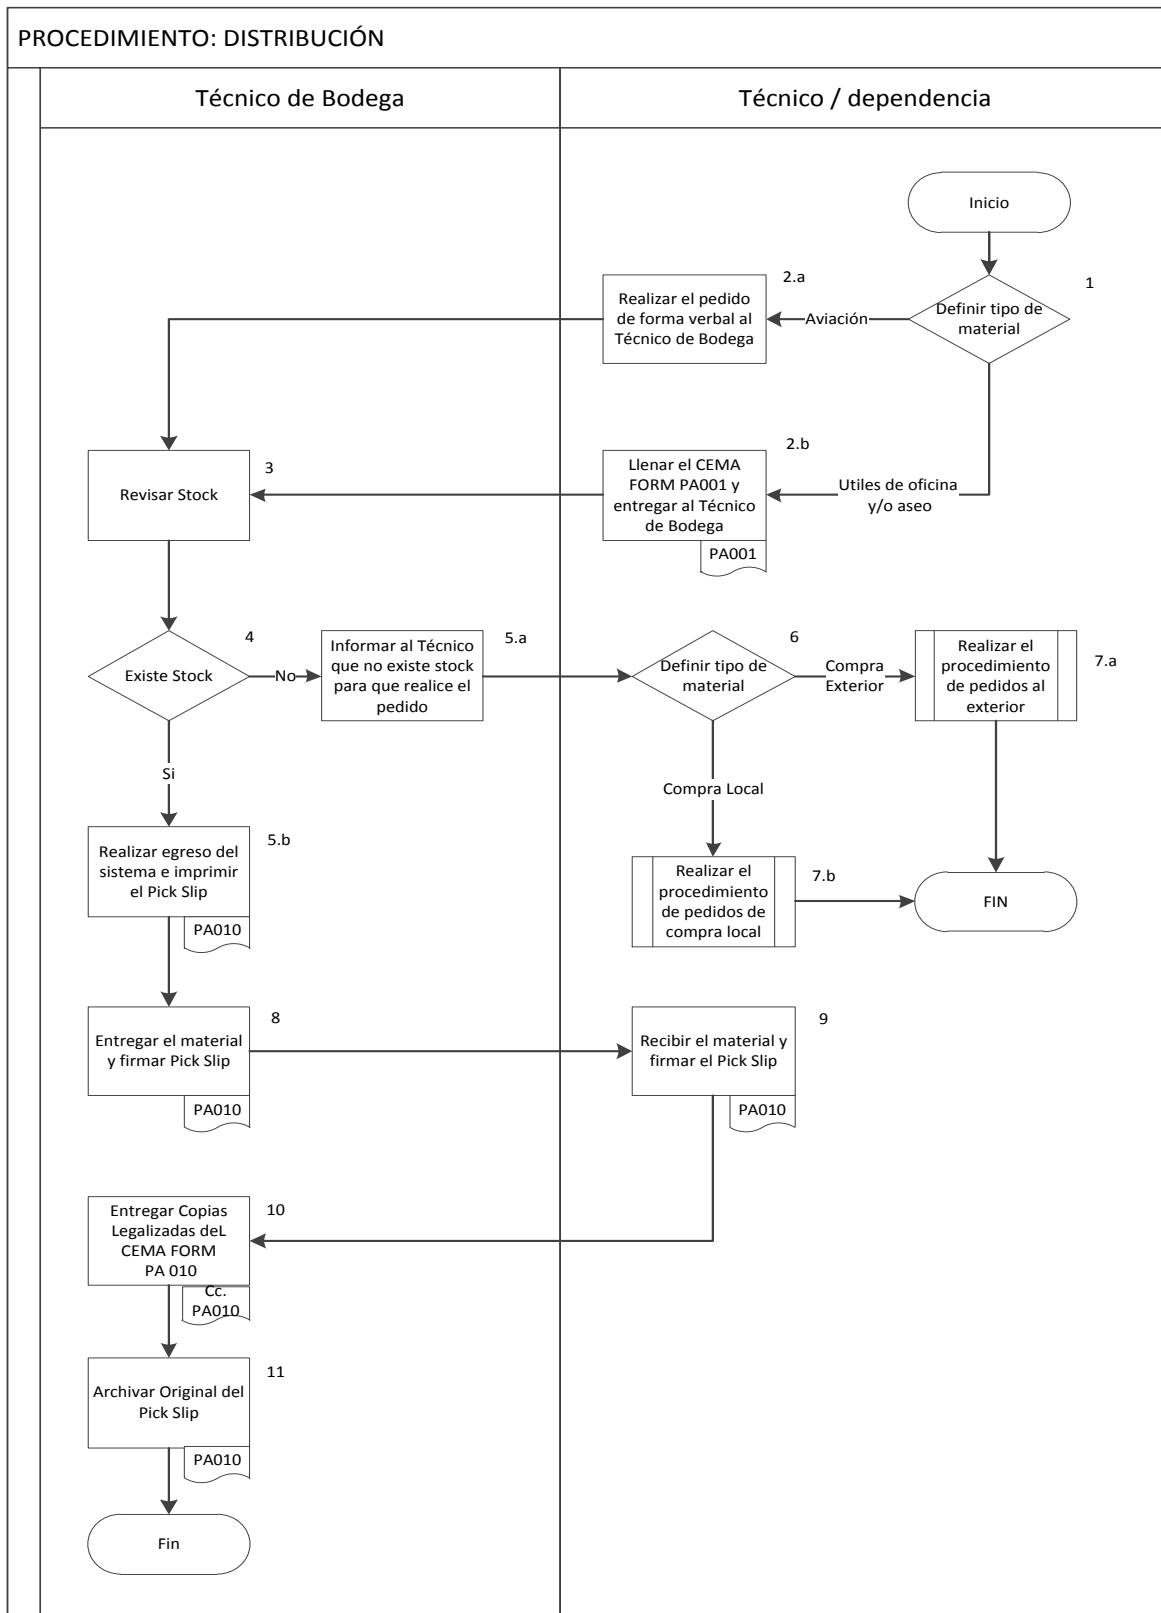 PROCEDIMIENTO: DISTRIBUCIÓN
Técnico de Bodega
Técnico / dependencia
Inicio
1
Definir tipo de
material
Aviación
2.a
Realizar el pedido
de forma verbal al
Técnico de Bodega
2.b
Llenar el CEMA
FORM PA001 y
entregar al Técnico
de Bodega
PA001
Utiles de oficina
y/o aseo
3
Revisar Stock
4
Existe Stock
No
5.a
Informar al Técnico
que no existe stock
para que realice el
pedido
6
Definir tipo de
material
Compra
Exterior
7.a
Realizar el
procedimiento
de pedidos al
exterior
Si
Compra Local
5.b
Realizar egreso del
sistema e imprimir
el Pick Slip
PA010
7.b
Realizar el
procedimiento
de pedidos de
compra local
FIN
8
Entregar el material
y firmar Pick Slip
PA010
9
Recibir el material y
firmar el Pick Slip
PA010
10
Entregar Copias
Legalizadas deL
CEMA FORM
PA 010
Cc.
PA010
11
Archivar Original del
Pick Slip
PA010
Fin